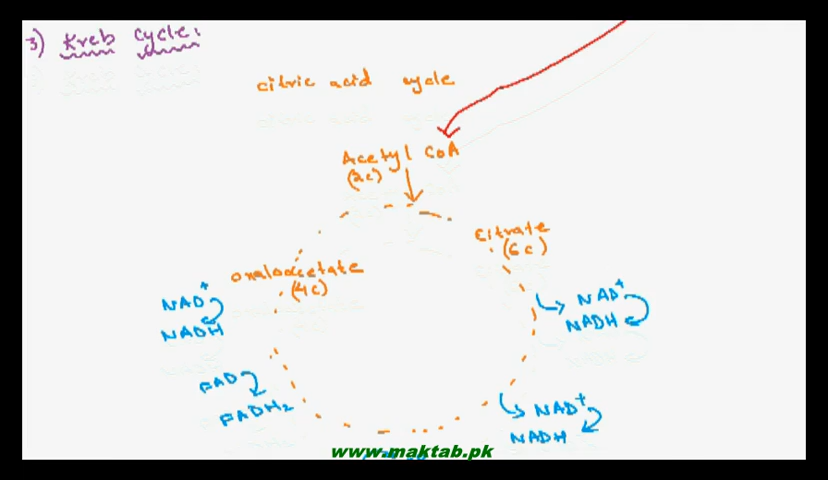 3) Kreb Cycle:
citric acid cycle
Acetyl CoA
(2c)
Citrate
(6c)
oxaloacetate
(4c)
NAD+
NADH
NAD+
NADH
FAD
FADH2
NAD+
NADH
www.maktab.pk